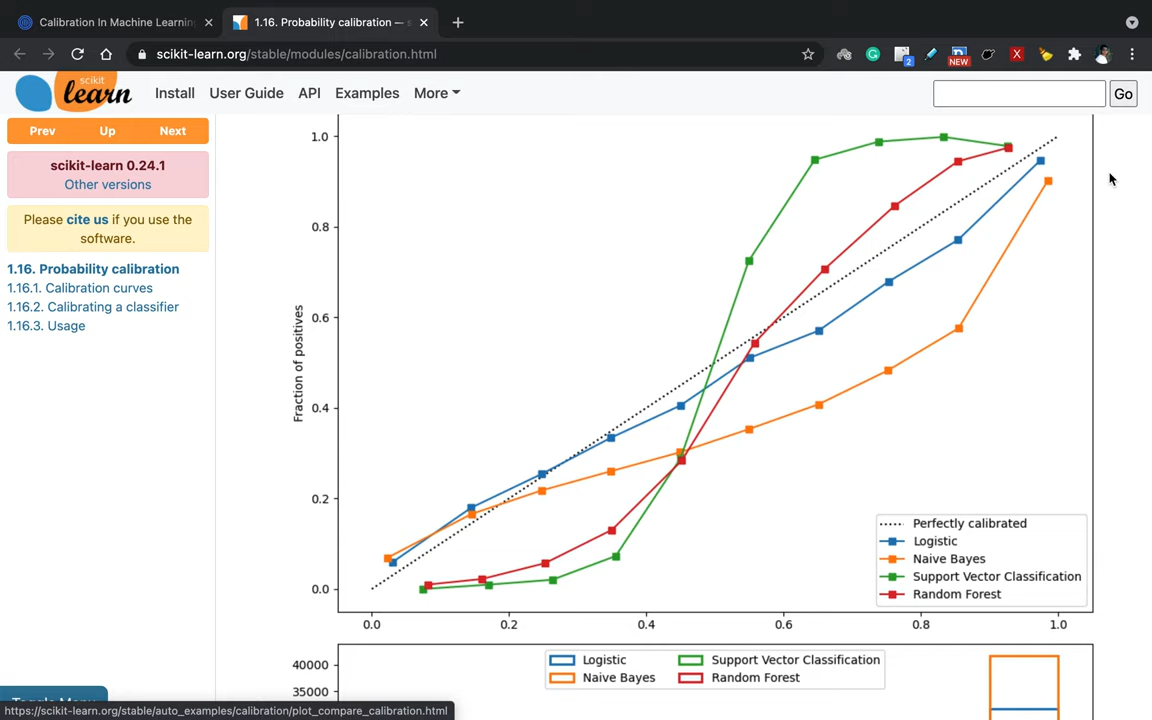 Calibration In Machine Learning
1.16. Probability calibration — s
scikit-learn.org/stable/modules/calibration.html
2
NEW
X
scikit
learn
Install
User Guide
API
Examples
More
Go
Prev
Up
Next
scikit-learn 0.24.1
Other versions
Please cite us if you use the
software.
1.16. Probability calibration
1.16.1. Calibration curves
1.16.2. Calibrating a classifier
1.16.3. Usage
Fraction of positives
1.0
0.8
0.6
0.4
0.2
0.0
0.0 0.2 0.4 0.6 0.8 1.0
Perfectly calibrated
Logistic
Naive Bayes
Support Vector Classification
Random Forest
40000
35000
Logistic
Naive Bayes
Support Vector Classification
Random Forest
Toggle Menu
https://scikit-learn.org/stable/auto_examples/calibration/plot_compare_calibration.html